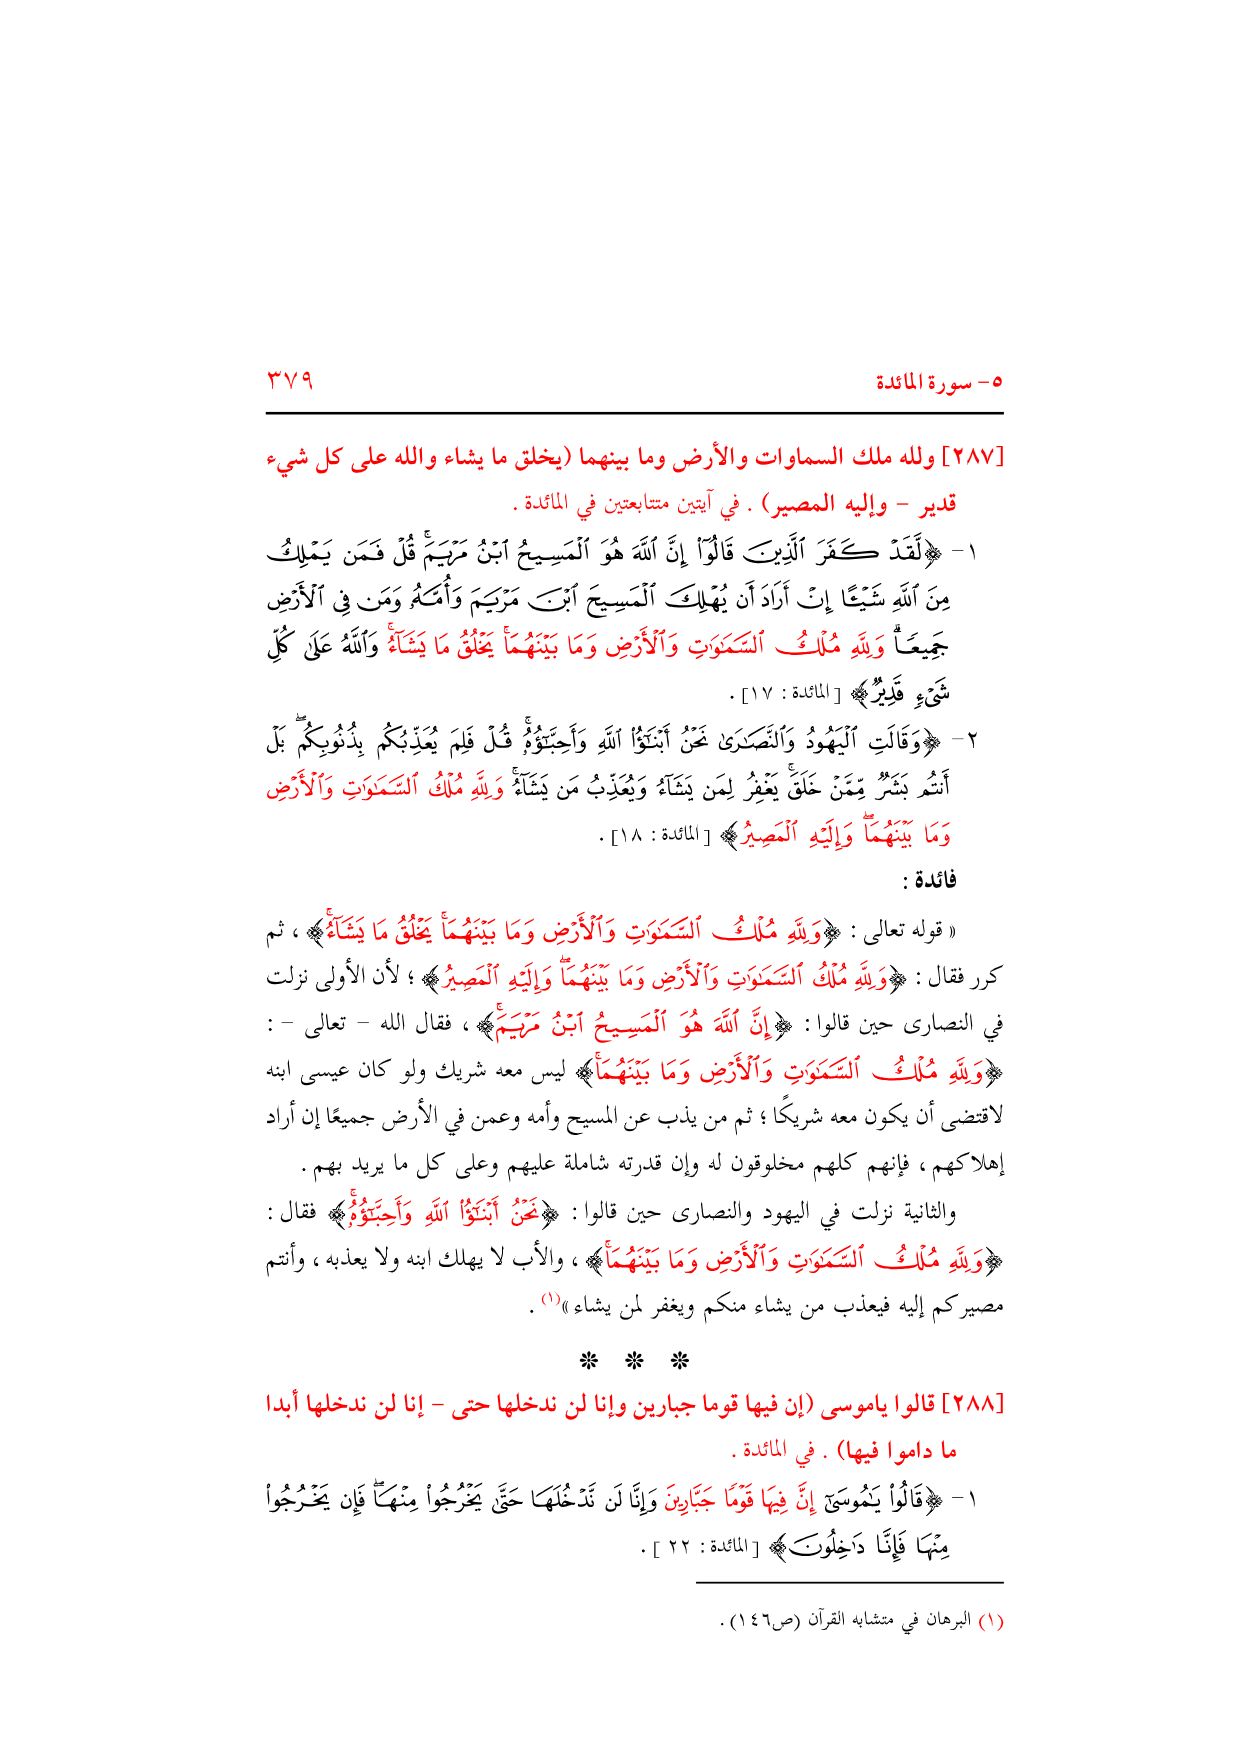 ٥- سورة المائدة ٣٧٩
[٢٨٧] ولله ملك السماوات والأرض وما بينهما (يخلق ما يشاء والله على كل شيء
قدير – وإليه المصير) . في آيتين متتابعتين في المائدة .
١- ﴿لَّقَدۡ كَفَرَ ٱلَّذِينَ قَالُوٓاْ إِنَّ ٱللَّهَ هُوَ ٱلۡمَسِيحُ ٱبۡنُ مَرۡيَمَۚ قُلۡ فَمَن يَمۡلِكُ
مِنَ ٱللَّهِ شَيۡـًٔا إِنۡ أَرَادَ أَن يُهۡلِكَ ٱلۡمَسِيحَ ٱبۡنَ مَرۡيَمَ وَأُمَّهُۥ وَمَن فِي ٱلۡأَرۡضِ
جَمِيعٗاۗ وَلِلَّهِ مُلۡكُ ٱلسَّمَٰوَٰتِ وَٱلۡأَرۡضِ وَمَا بَيۡنَهُمَاۚ يَخۡلُقُ مَا يَشَآءُۚ وَٱللَّهُ عَلَىٰ كُلِّ
شَيۡءٖ قَدِيرٞ﴾ [المائدة : ١٧] .
٢- ﴿وَقَالَتِ ٱلۡيَهُودُ وَٱلنَّصَٰرَىٰ نَحۡنُ أَبۡنَٰٓؤُاْ ٱللَّهِ وَأَحِبَّٰٓؤُهُۥۚ قُلۡ فَلِمَ يُعَذِّبُكُم بِذُنُوبِكُمۖ بَلۡ
أَنتُم بَشَرٞ مِّمَّنۡ خَلَقَۚ يَغۡفِرُ لِمَن يَشَآءُ وَيُعَذِّبُ مَن يَشَآءُۚ وَلِلَّهِ مُلۡكُ ٱلسَّمَٰوَٰتِ وَٱلۡأَرۡضِ
وَمَا بَيۡنَهُمَاۖ وَإِلَيۡهِ ٱلۡمَصِيرُ﴾ [المائدة : ١٨] .
فائدة :
« قوله تعالى : ﴿وَلِلَّهِ مُلۡكُ ٱلسَّمَٰوَٰتِ وَٱلۡأَرۡضِ وَمَا بَيۡنَهُمَاۚ يَخۡلُقُ مَا يَشَآءُۚ﴾ ، ثم
كرر فقال : ﴿وَلِلَّهِ مُلۡكُ ٱلسَّمَٰوَٰتِ وَٱلۡأَرۡضِ وَمَا بَيۡنَهُمَاۖ وَإِلَيۡهِ ٱلۡمَصِيرُ﴾ ؛ لأن الأولى نزلت
في النصارى حين قالوا : ﴿إِنَّ ٱللَّهَ هُوَ ٱلۡمَسِيحُ ٱبۡنُ مَرۡيَمَۚ﴾ ، فقال الله – تعالى – :
﴿وَلِلَّهِ مُلۡكُ ٱلسَّمَٰوَٰتِ وَٱلۡأَرۡضِ وَمَا بَيۡنَهُمَاۚ﴾ ليس معه شريك ولو كان عيسى ابنه
لاقتضى أن يكون معه شريكًا ؛ ثم من يذب عن المسيح وأمه وعمن في الأرض جميعًا إن أراد
إهلاكهم ، فإنهم كلهم مخلوقون له وإن قدرته شاملة عليهم وعلى كل ما يريد بهم .
والثانية نزلت في اليهود والنصارى حين قالوا : ﴿نَحۡنُ أَبۡنَٰٓؤُاْ ٱللَّهِ وَأَحِبَّٰٓؤُهُۥۚ﴾ فقال :
﴿وَلِلَّهِ مُلۡكُ ٱلسَّمَٰوَٰتِ وَٱلۡأَرۡضِ وَمَا بَيۡنَهُمَاۚ﴾ ، والأب لا يهلك ابنه ولا يعذبه ، وأنتم
مصيركم إليه فيعذب من يشاء منكم ويغفر لمن يشاء»(١) .
❊ ❊ ❊
[٢٨٨] قالوا ياموسى (إن فيها قوما جبارين وإنا لن ندخلها حتى – إنا لن ندخلها أبدا
ما داموا فيها) . في المائدة .
١- ﴿قَالُواْ يَٰمُوسَىٰٓ إِنَّ فِيهَا قَوۡمٗا جَبَّارِينَ وَإِنَّا لَن نَّدۡخُلَهَا حَتَّىٰ يَخۡرُجُواْ مِنۡهَاۖ فَإِن يَخۡرُجُواْ
مِنۡهَا فَإِنَّا دَٰخِلُونَ﴾ [المائدة : ٢٢ ] .
(١) البرهان في متشابه القرآن (ص١٤٦) .